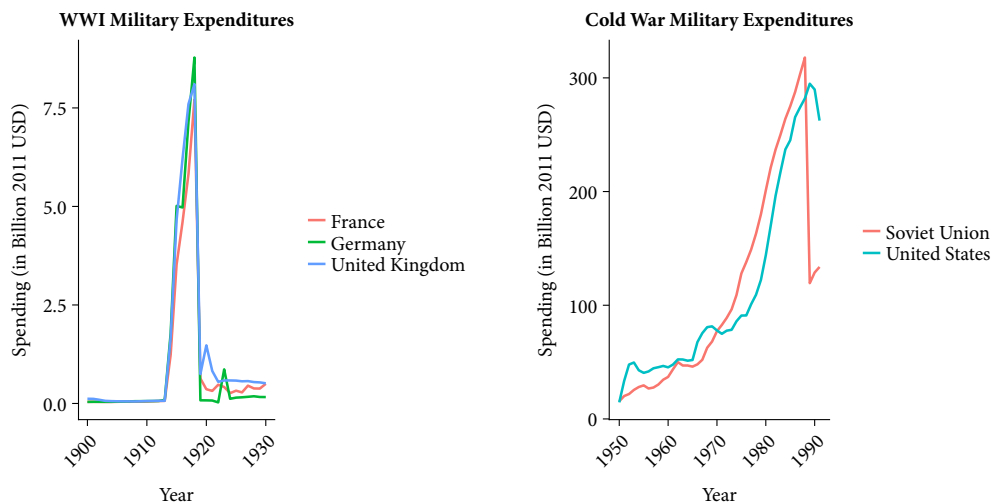 WWI Military Expenditures
Spending (in Billion 2011 USD)
7.5
5.0
2.5
0.0
1900
1910
1920
1930
Year
France
Germany
United Kingdom
Cold War Military Expenditures
Spending (in Billion 2011 USD)
300
200
100
0
1950
1960
1970
1980
1990
Year
Soviet Union
United States